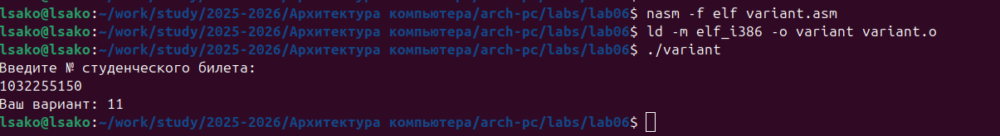 lsako@lsako:~/work/study/2025-2026/Архитектура компьютера/arch-pc/labs/lab06$ nasm -f elf variant.asm
lsako@lsako:~/work/study/2025-2026/Архитектура компьютера/arch-pc/labs/lab06$ ld -m elf_i386 -o variant variant.o
lsako@lsako:~/work/study/2025-2026/Архитектура компьютера/arch-pc/labs/lab06$ ./variant
Введите № студенческого билета:
1032255150
Ваш вариант: 11
lsako@lsako:~/work/study/2025-2026/Архитектура компьютера/arch-pc/labs/lab06$